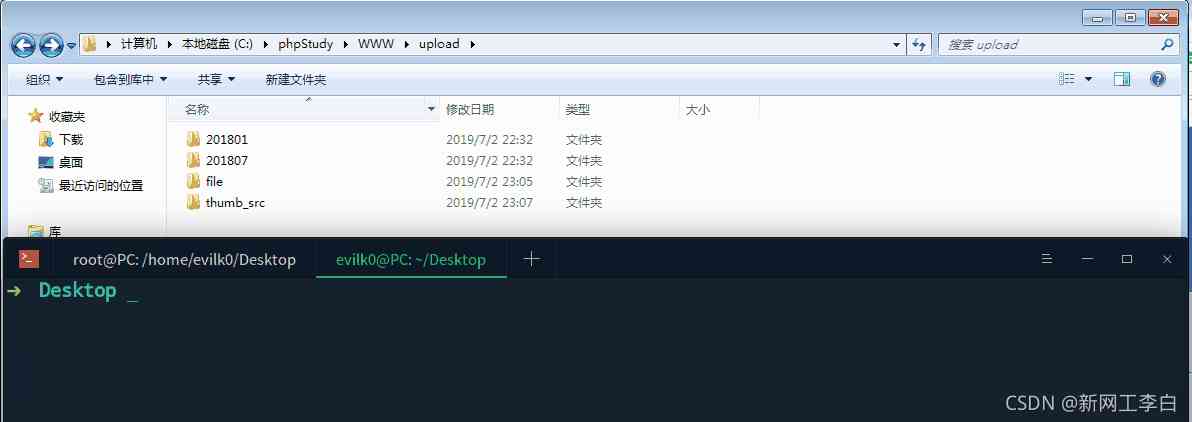 计算机 本地磁盘 (C:) phpStudy WWW upload 搜索 upload
组织 包含到库中 共享 新建文件夹
收藏夹
下载
桌面
最近访问的位置
库
名称 修改日期 类型 大小
201801 2019/7/2 22:32 文件夹
201807 2019/7/2 22:32 文件夹
file 2019/7/2 23:05 文件夹
thumb_src 2019/7/2 23:07 文件夹
root@PC: /home/evilk0/Desktop evilk0@PC: ~/Desktop
➜ Desktop _
CSDN @新网工李白